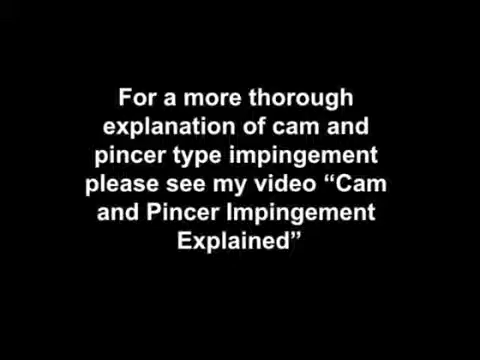 For a more thorough
explanation of cam and
pincer type impingement
please see my video “Cam
and Pincer Impingement
Explained”